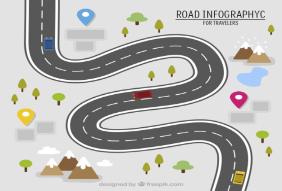 ROAD INFOGRAPHYC
FOR TRAVELERS
designed by freepik.com